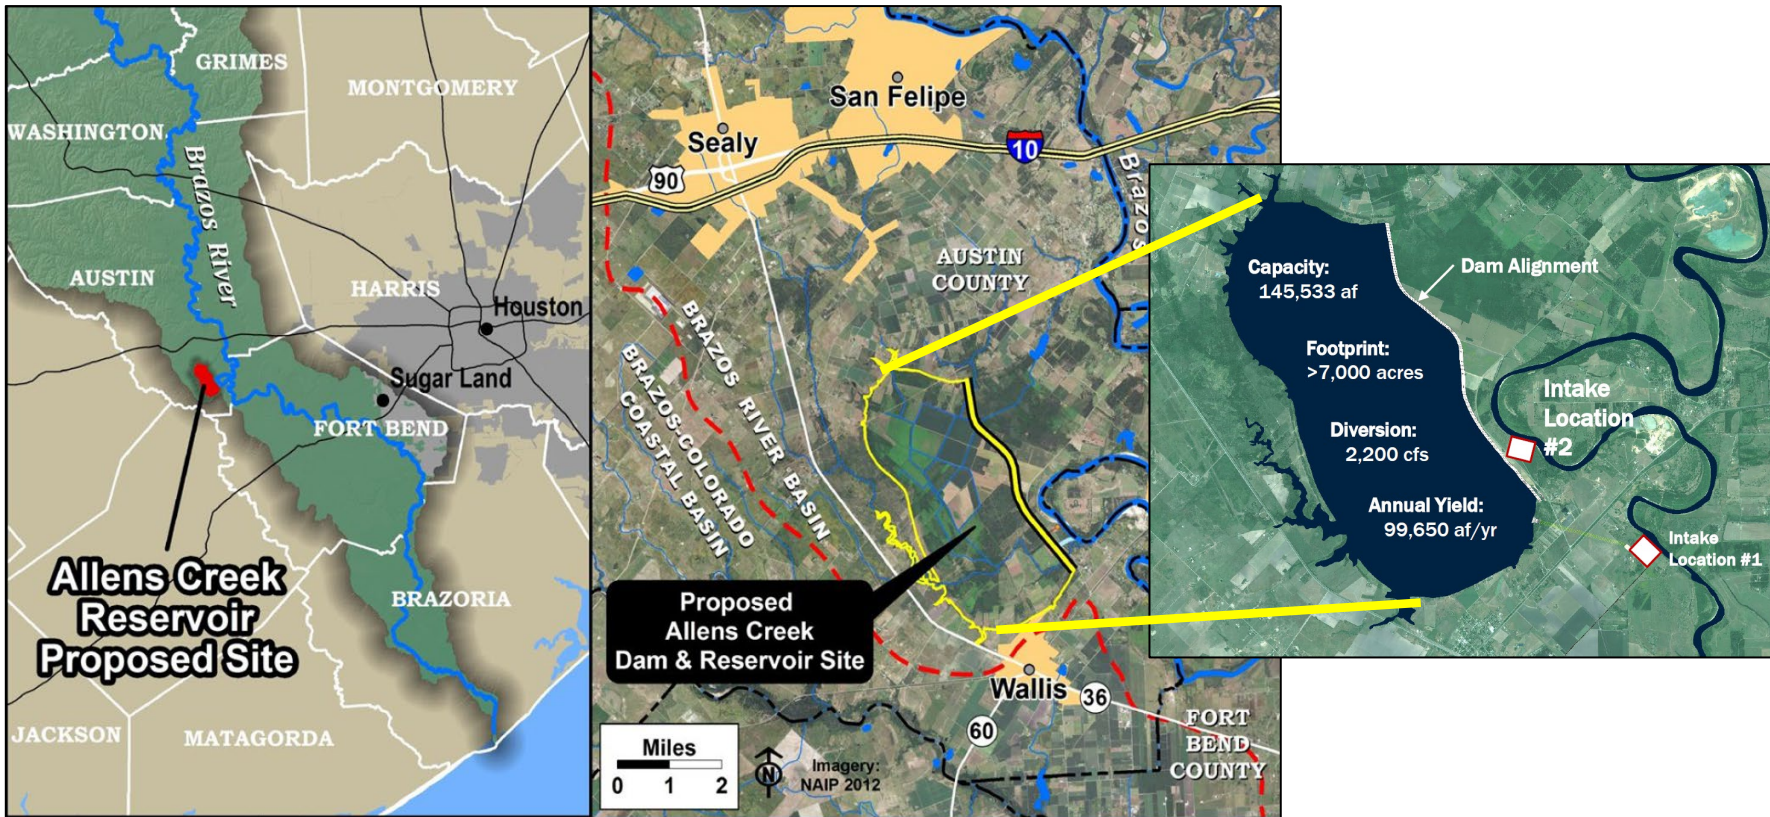 GRIMES
MONTGOMERY
WASHINGTON
Brazos River
AUSTIN
HARRIS
Houston
Sugar Land
FORT BEND
Allens Creek
Reservoir
Proposed Site
BRAZORIA
JACKSON
MATAGORDA
San Felipe
Sealy
10
90
Brazos
AUSTIN
COUNTY
BRAZOS RIVER BASIN
BRAZOS-COLORADO
COASTAL BASIN
Proposed
Allens Creek
Dam & Reservoir Site
Wallis
36
60
FORT
BEND
COUNTY
Miles
0 1 2
N
Imagery:
NAIP 2012
Capacity:
145,533 af
Dam Alignment
Footprint:
>7,000 acres
Intake
Location
#2
Diversion:
2,200 cfs
Annual Yield:
99,650 af/yr
Intake
Location #1